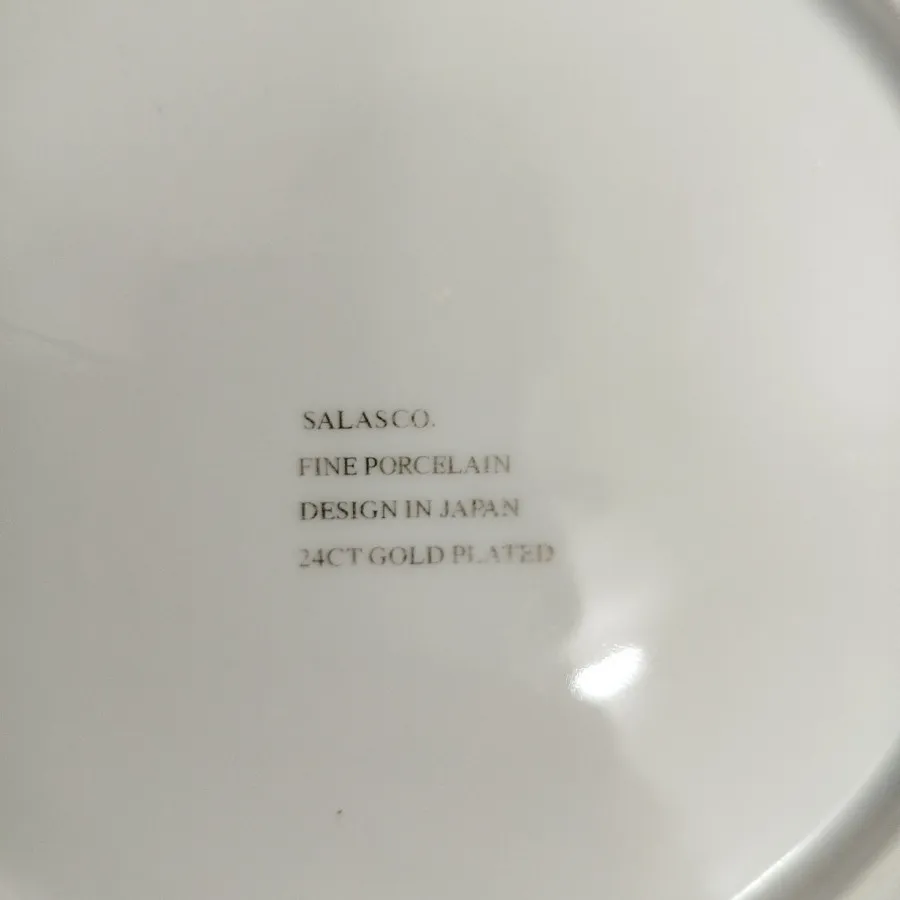 SALASCO.
FINE PORCELAIN
DESIGN IN JAPAN
24CT GOLD PLATED